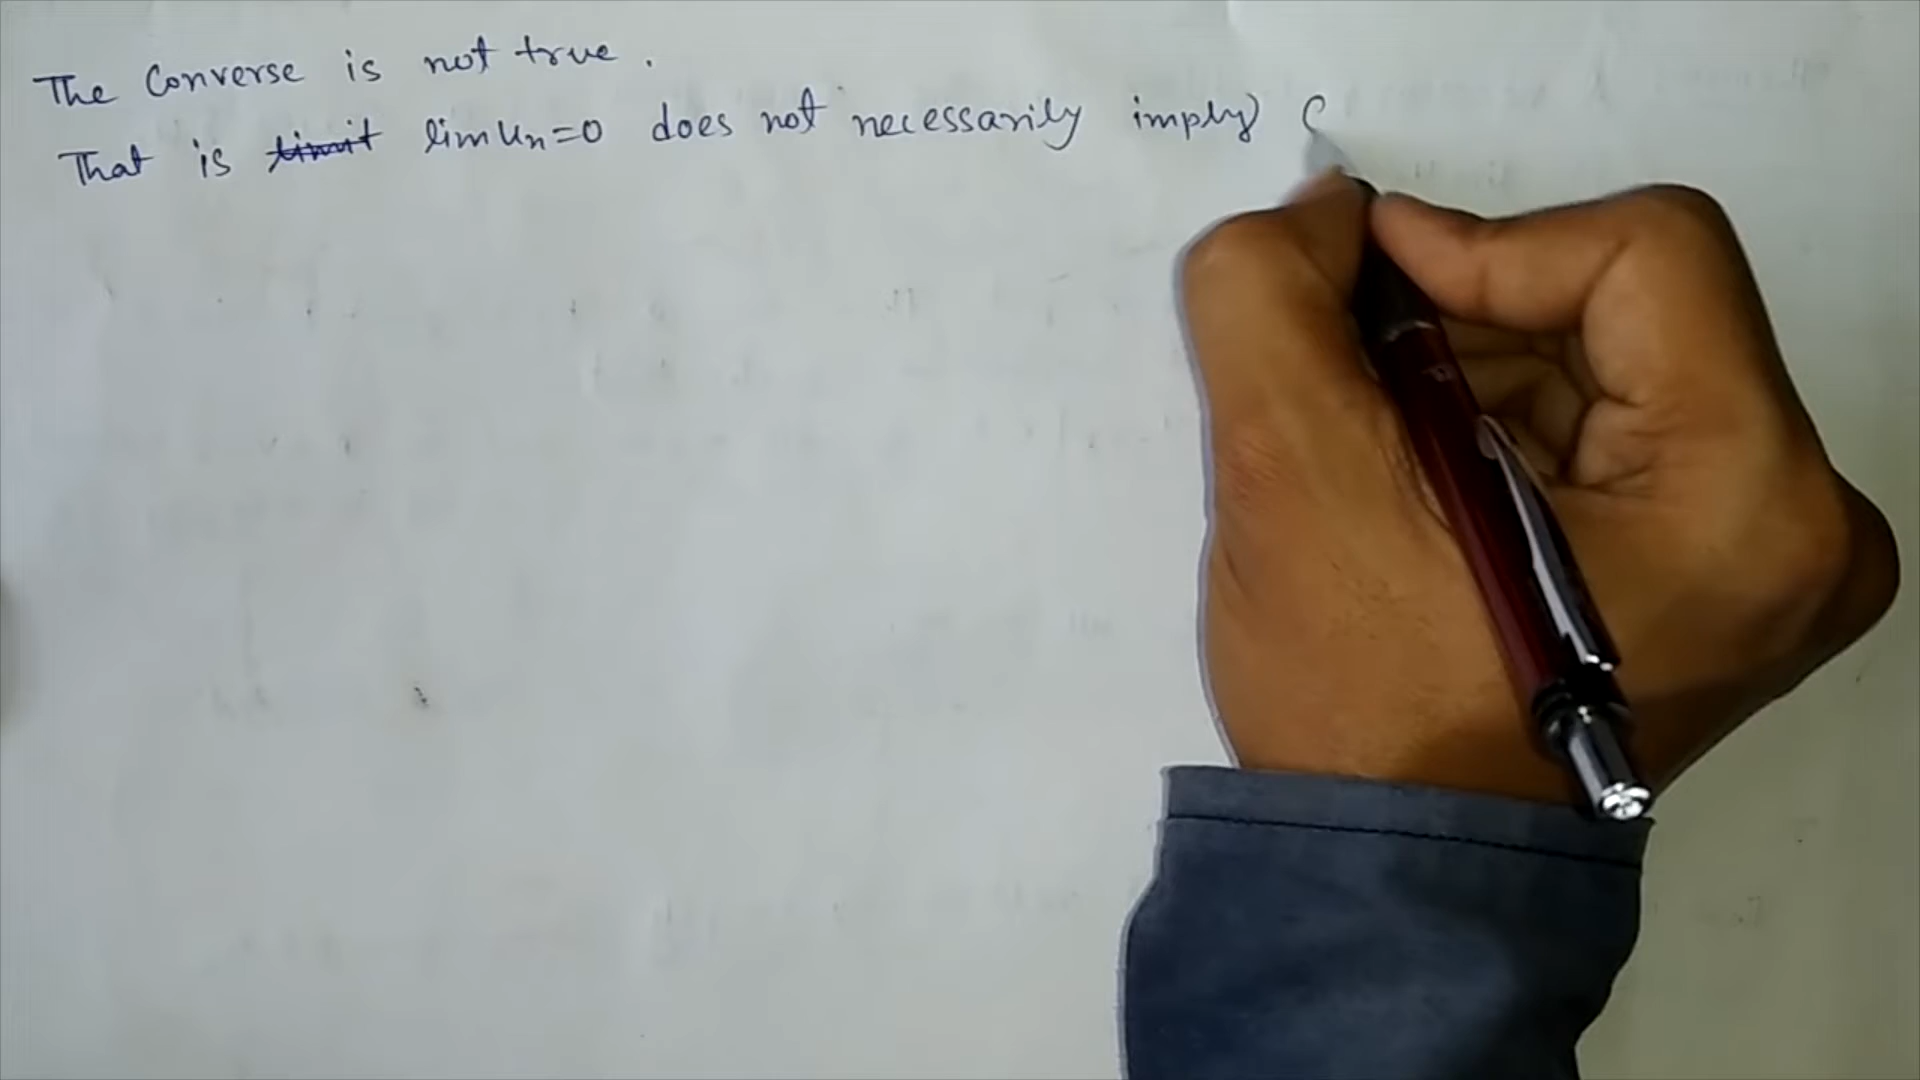 The Converse is not true.
That is limit lim un=0 does not necessarily imply C